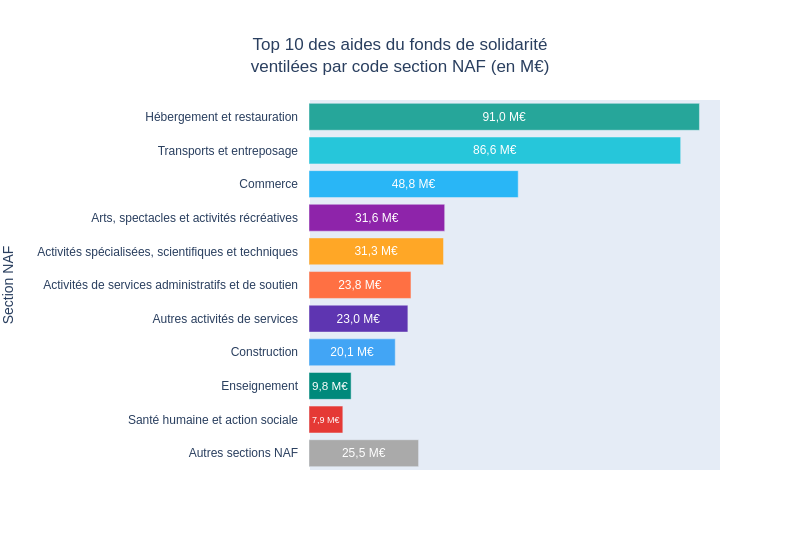 Top 10 des aides du fonds de solidarité
ventilées par code section NAF (en M€)
Section NAF
Hébergement et restauration 91,0 M€
Transports et entreposage 86,6 M€
Commerce 48,8 M€
Arts, spectacles et activités récréatives 31,6 M€
Activités spécialisées, scientifiques et techniques 31,3 M€
Activités de services administratifs et de soutien 23,8 M€
Autres activités de services 23,0 M€
Construction 20,1 M€
Enseignement 9,8 M€
Santé humaine et action sociale 7,9 M€
Autres sections NAF 25,5 M€